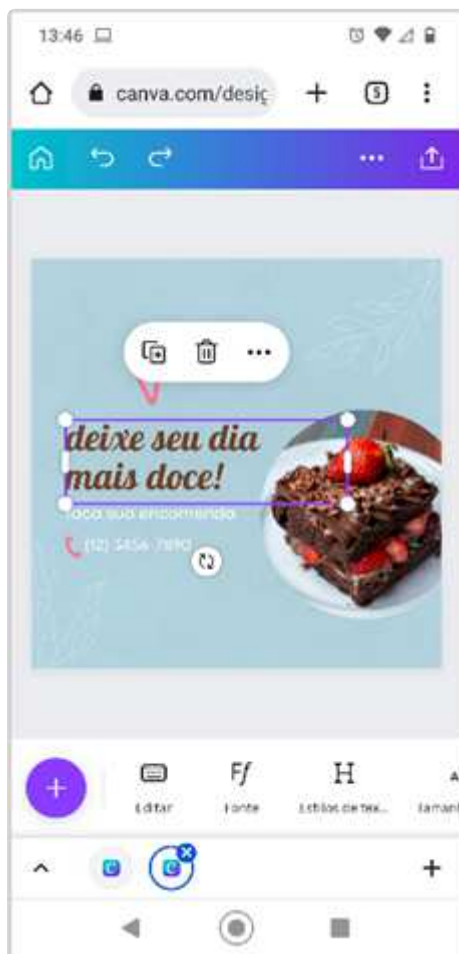 13:46
canva.com/desig
5
deixe seu dia
mais doce!
faça sua encomenda
(12) 3456-7890
Editar
Fonte
Estilos de tex...